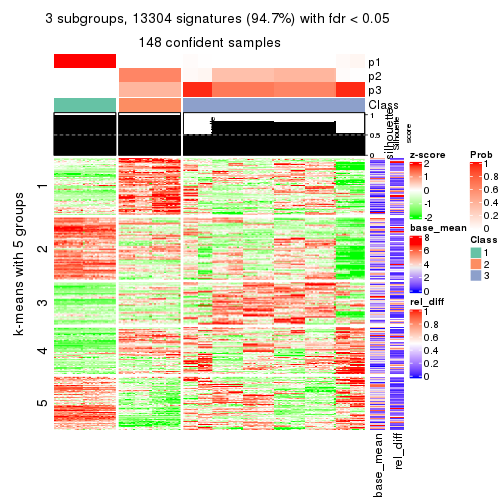 3 subgroups, 13304 signatures (94.7%) with fdr < 0.05
148 confident samples
p1
p2
p3
Class
1
0.5
0
silhouette
Silhouette
score
k-means with 5 groups
1
2
3
4
5
base_mean
rel_diff
z-score
2
1
0
-1
-2
base_mean
8
6
4
2
0
rel_diff
1
0.8
0.6
0.4
0.2
0
Prob
1
0.8
0.6
0.4
0.2
0
Class
1
2
3